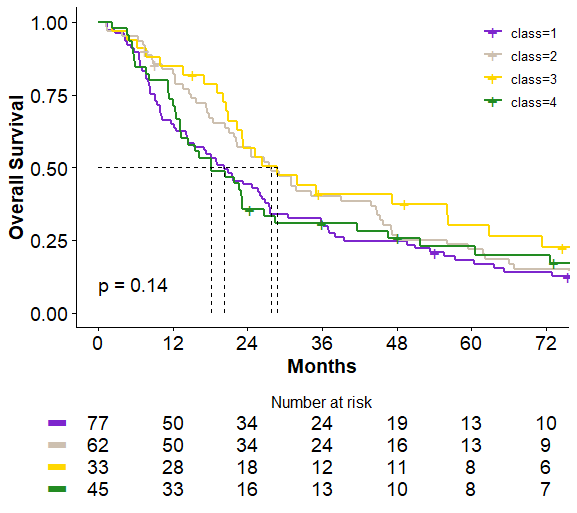 1.00
0.75
0.50
0.25
0.00
Overall Survival
class=1
class=2
class=3
class=4
p = 0.14
0 12 24 36 48 60 72
Months
Number at risk
77 50 34 24 19 13 10
62 50 34 24 16 13 9
33 28 18 12 11 8 6
45 33 16 13 10 8 7